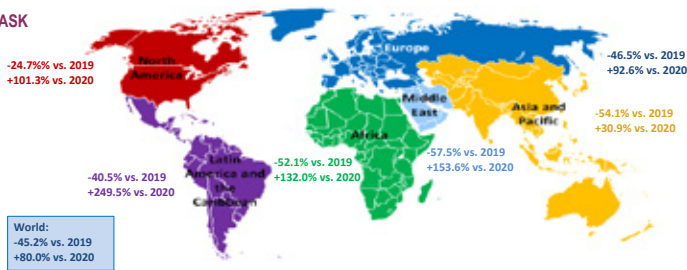 ASK
North
America
-24.7%% vs. 2019
+101.3% vs. 2020
Europe
-46.5% vs. 2019
+92.6% vs. 2020
Middle
East
Asia and
Pacific
-54.1% vs. 2019
+30.9% vs. 2020
Africa
-57.5% vs. 2019
+153.6% vs. 2020
-52.1% vs. 2019
+132.0% vs. 2020
Latin
America and
the
Caribbean
-40.5% vs. 2019
+249.5% vs. 2020
World:
-45.2% vs. 2019
+80.0% vs. 2020